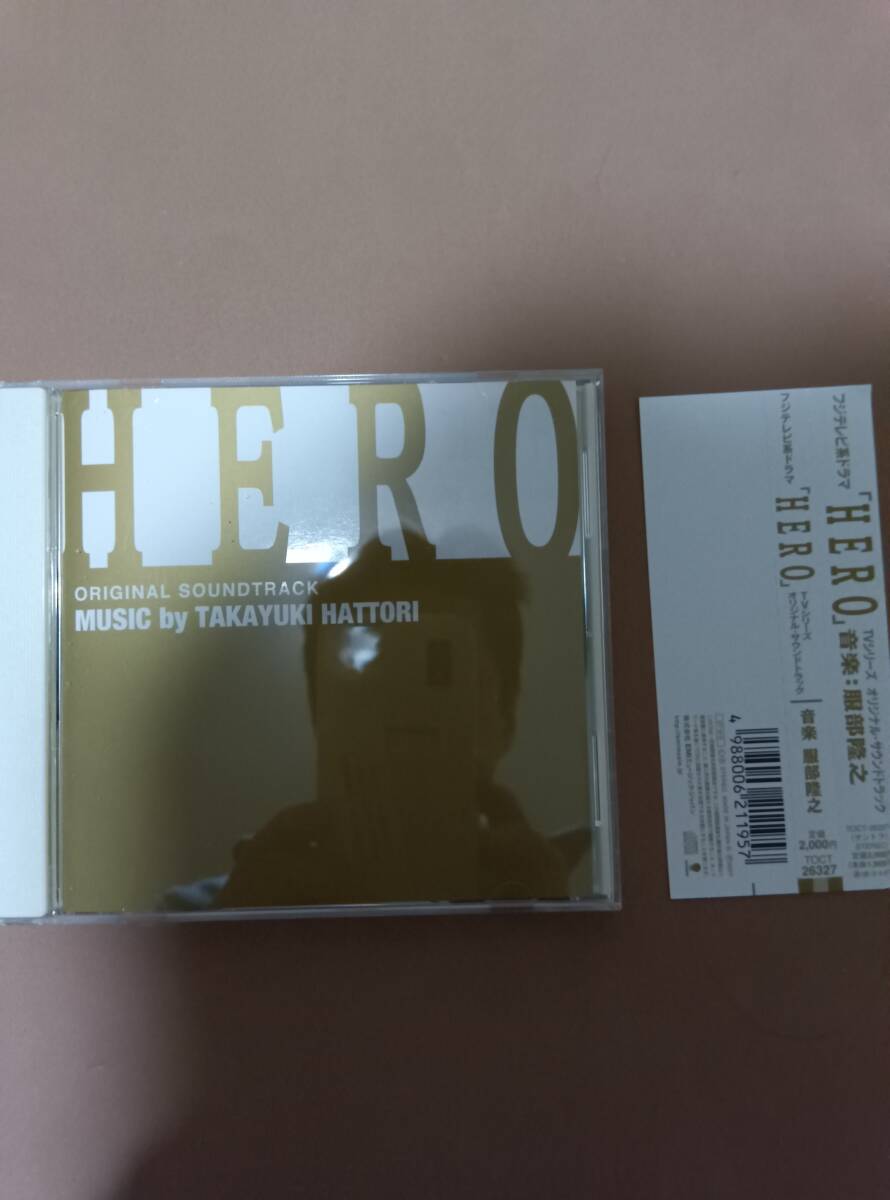 HERO
ORIGINAL SOUNDTRACK
MUSIC by TAKAYUKI HATTORI
フジテレビ系ドラマ
「HERO」
TVシリーズ オリジナル・サウンドトラック
音楽:服部隆之
フジテレビ系ドラマ
「HERO」
TVシリーズ
オリジナル・サウンドトラック
音楽 服部隆之
定価
2,000円
TOCT
26327
4 988006 211957